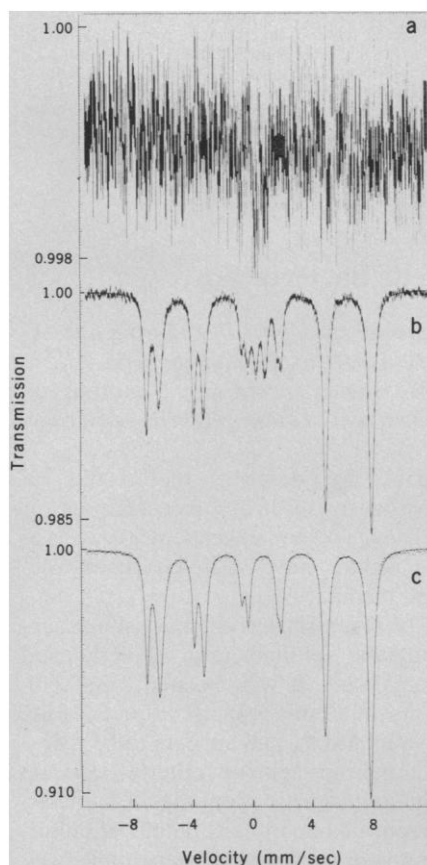 1.00
a
0.998
1.00
b
Transmission
0.985
1.00
c
0.910
-8 -4 0 4 8
Velocity (mm/sec)